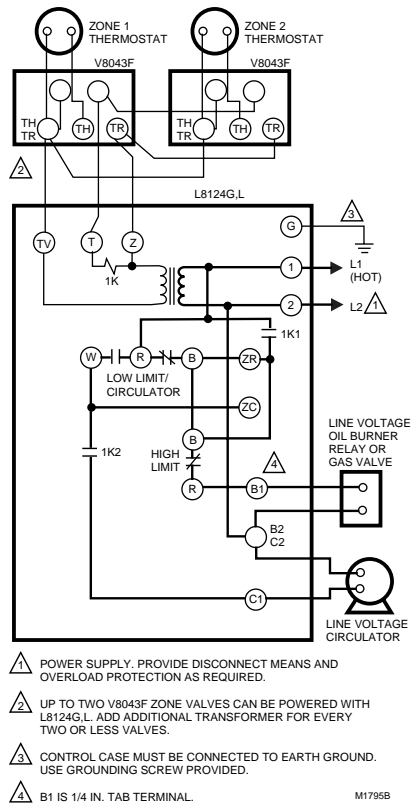 ZONE 1
THERMOSTAT
ZONE 2
THERMOSTAT
V8043F
V8043F
TH
TR
TH
TR
TH
TR
TH
TR
2
L8124G,L
3
G
TV
T
Z
1
L1
(HOT)
1K
2
L2
1
1K1
W
R
B
ZR
LOW LIMIT/
CIRCULATOR
ZC
LINE VOLTAGE
OIL BURNER
RELAY OR
GAS VALVE
B
1K2
HIGH
LIMIT
4
R
B1
B2
C2
C1
LINE VOLTAGE
CIRCULATOR
1 POWER SUPPLY. PROVIDE DISCONNECT MEANS AND
OVERLOAD PROTECTION AS REQUIRED.
2 UP TO TWO V8043F ZONE VALVES CAN BE POWERED WITH
L8124G,L. ADD ADDITIONAL TRANSFORMER FOR EVERY
TWO OR LESS VALVES.
3 CONTROL CASE MUST BE CONNECTED TO EARTH GROUND.
USE GROUNDING SCREW PROVIDED.
4 B1 IS 1/4 IN. TAB TERMINAL.
M1795B